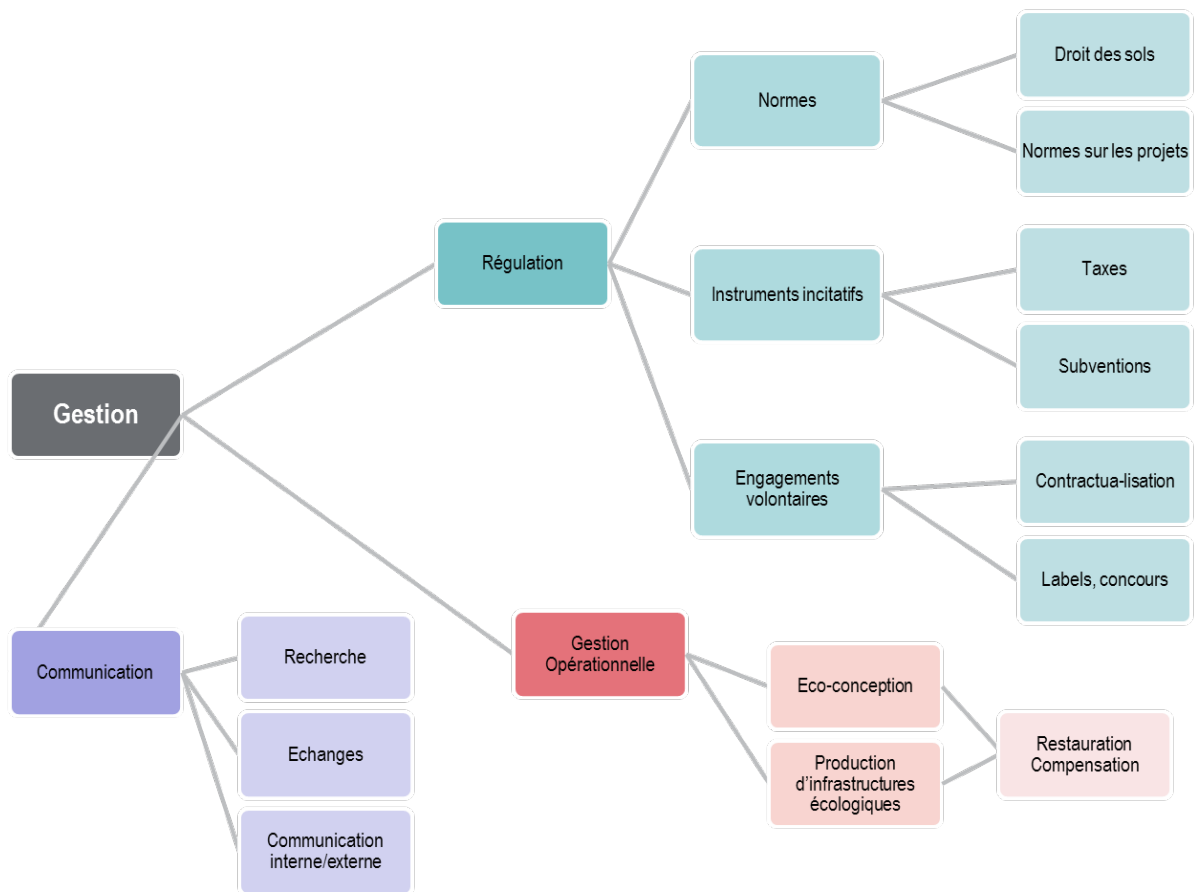 Droit des sols
Normes
Normes sur les projets
Régulation
Taxes
Instruments incitatifs
Subventions
Gestion
Engagements
volontaires
Contractua-lisation
Labels, concours
Gestion
Opérationnelle
Communication
Recherche
Eco-conception
Echanges
Restauration
Compensation
Production
d’infrastructures
écologiques
Communication
interne/externe